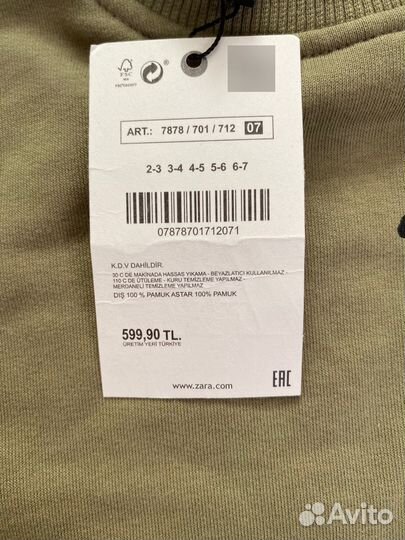 FSC
MIX
ART.: 7878 / 701 / 712 07
2-3 3-4 4-5 5-6 6-7
07878701712071
K.D.V DAHİLDİR.
30 C DE MAKİNADA HASSAS YIKAMA - BEYAZLATICI KULLANILMAZ
110 C DE ÜTÜLEME - KURU TEMİZLEME YAPILMAZ -
MERDANELİ TEMİZLEME YAPILMAZ
DIŞ 100 % PAMUK ASTAR 100% PAMUK
599,90 TL.
ÜRETİM YERİ TÜRKİYE
www.zara.com
EAC
Avito